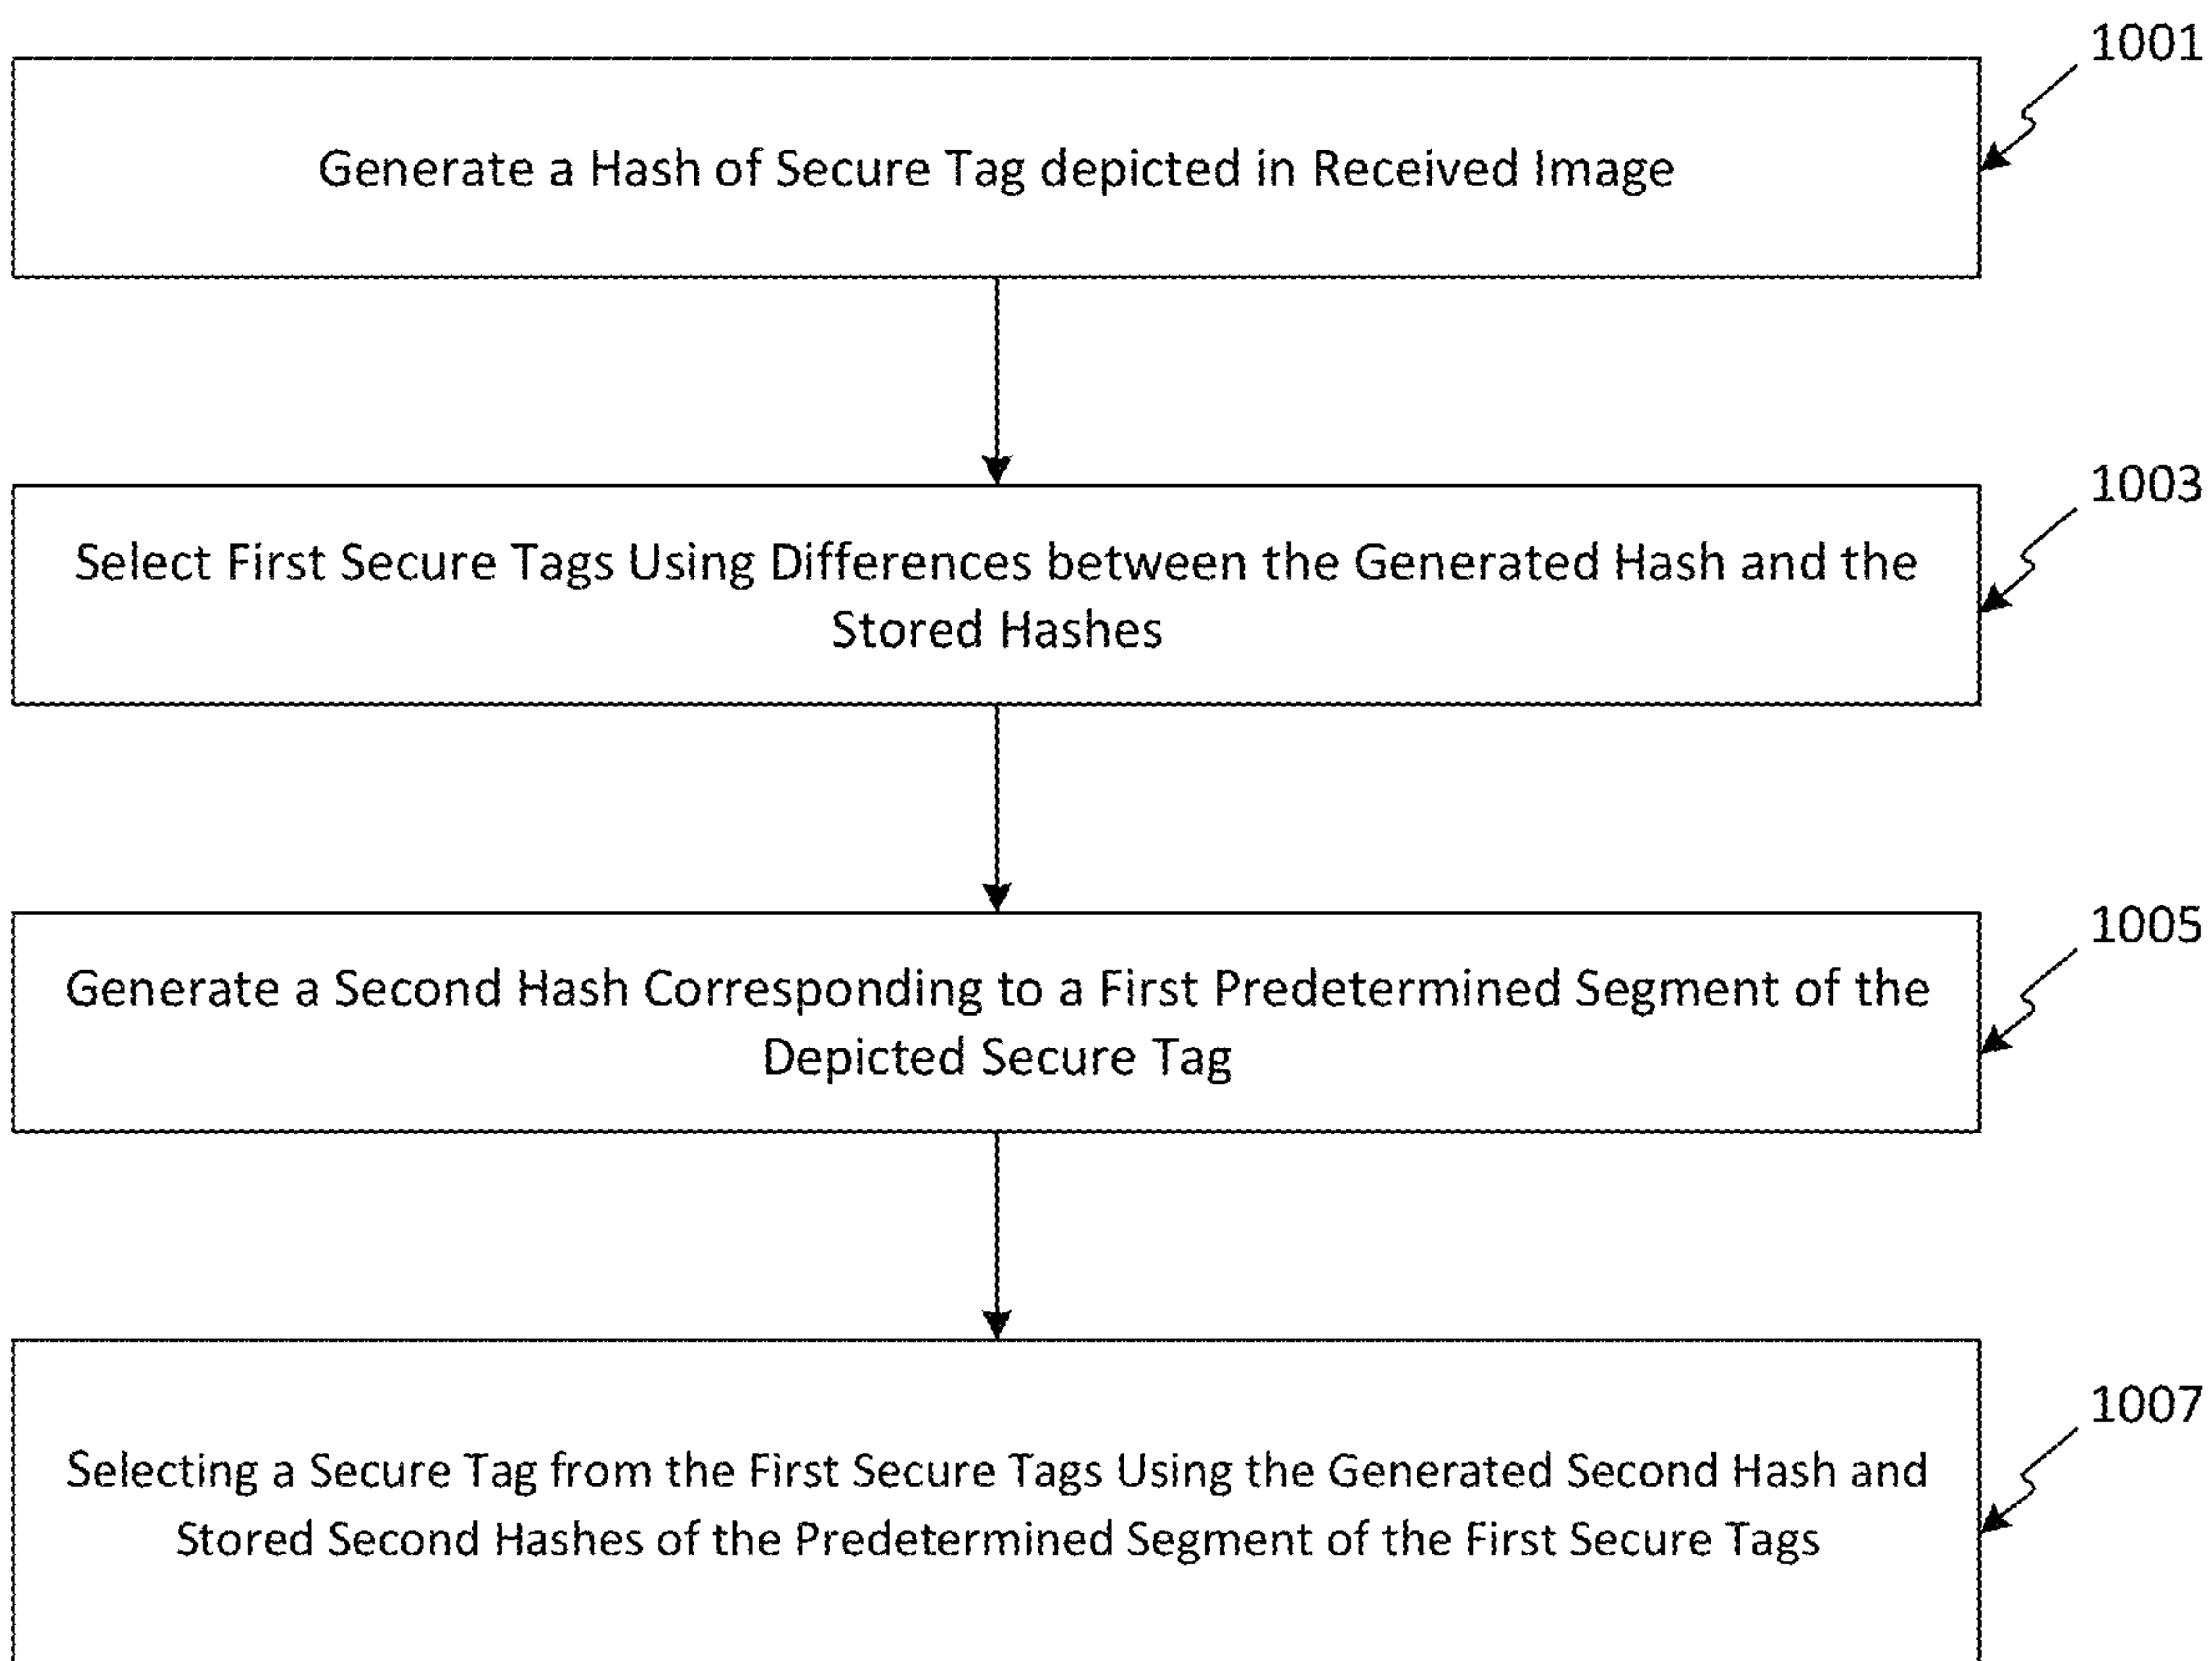 1001
Generate a Hash of Secure Tag depicted in Received Image
1003
Select First Secure Tags Using Differences between the Generated Hash and the
Stored Hashes
1005
Generate a Second Hash Corresponding to a First Predetermined Segment of the
Depicted Secure Tag
1007
Selecting a Secure Tag from the First Secure Tags Using the Generated Second Hash and
Stored Second Hashes of the Predetermined Segment of the First Secure Tags